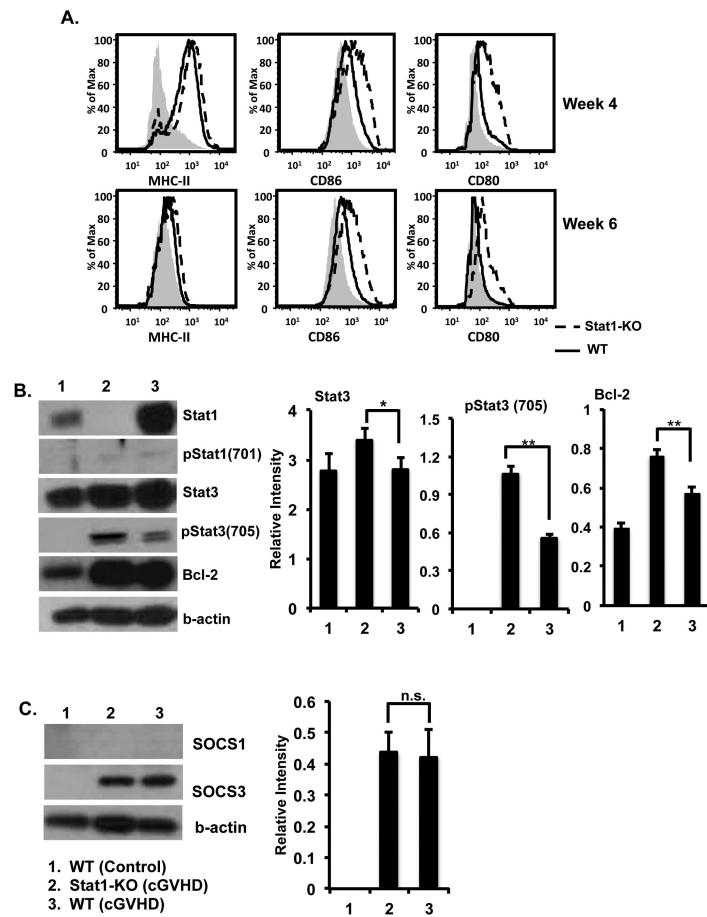 A.
100
80
60
40
20
0
% of Max
10¹ 10² 10³ 10⁴
MHC-II
100
80
60
40
20
0
% of Max
10¹ 10² 10³ 10⁴
CD86
100
80
60
40
20
0
% of Max
10¹ 10² 10³ 10⁴
CD80
Week 4
100
80
60
40
20
0
% of Max
10¹ 10² 10³ 10⁴
MHC-II
100
80
60
40
20
0
% of Max
10¹ 10² 10³ 10⁴
CD86
100
80
60
40
20
0
% of Max
10¹ 10² 10³ 10⁴
CD80
Week 6
Stat1-KO
WT
B.
1 2 3
Stat1
pStat1(701)
Stat3
pStat3(705)
Bcl-2
b-actin
Stat3
*
Relative Intensity
4
3
2
1
0
1 2 3
pStat3 (705)
**
1.5
1.2
0.9
0.6
0.3
0
1 2 3
Bcl-2
**
1
0.8
0.6
0.4
0.2
0
1 2 3
C.
1 2 3
SOCS1
SOCS3
b-actin
1. WT (Control)
2. Stat1-KO (cGVHD)
3. WT (cGVHD)
n.s.
Relative Intensity
0.6
0.5
0.4
0.3
0.2
0.1
0
1 2 3